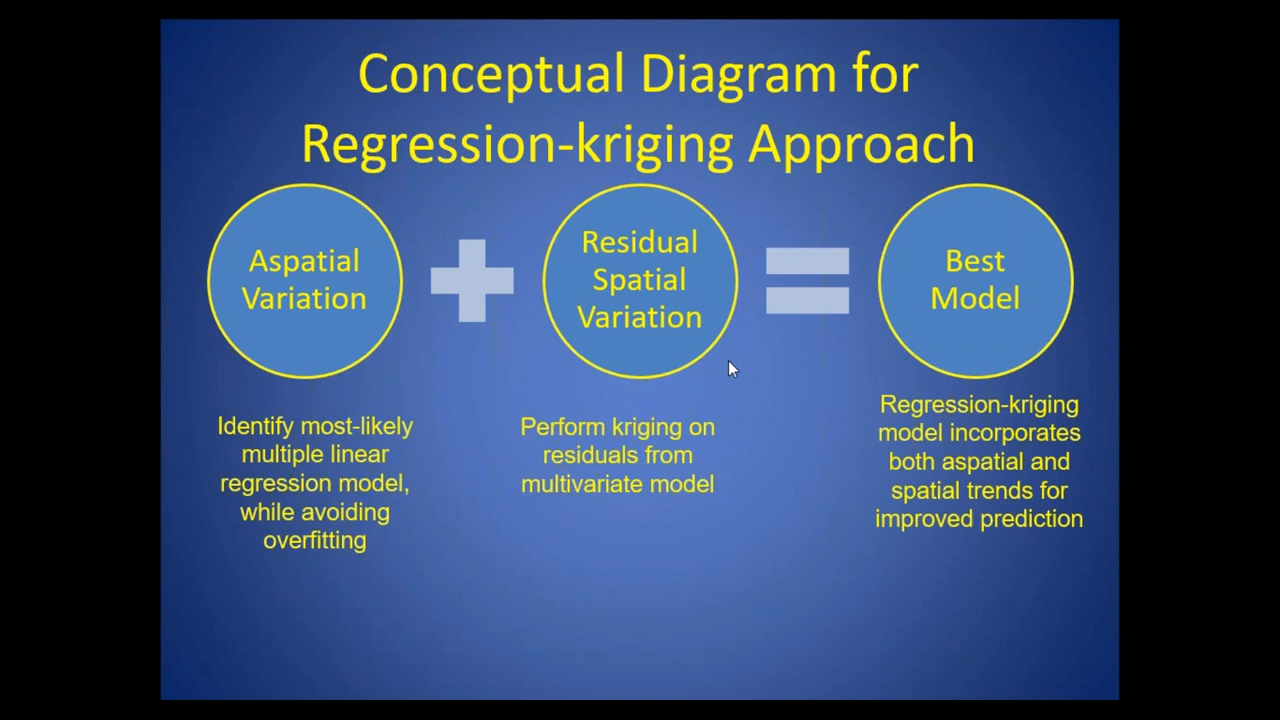 Conceptual Diagram for
Regression-kriging Approach
Aspatial
Variation
Residual
Spatial
Variation
Best
Model
Identify most-likely
multiple linear
regression model,
while avoiding
overfitting
Perform kriging on
residuals from
multivariate model
Regression-kriging
model incorporates
both aspatial and
spatial trends for
improved prediction